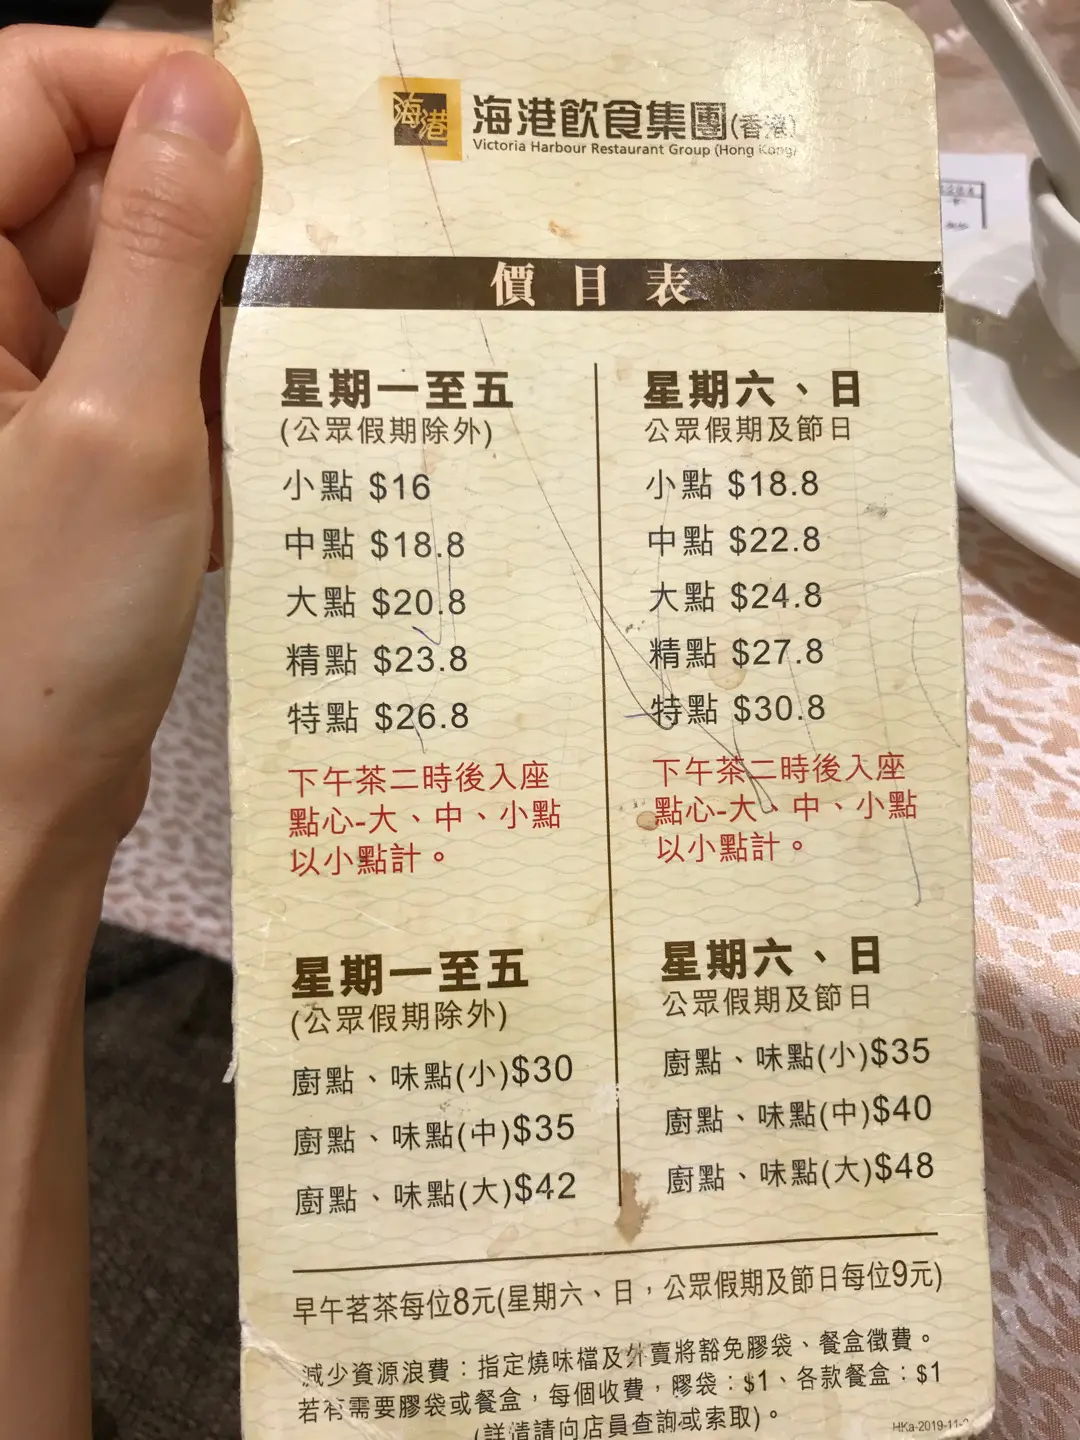 海港
海港飲食集團(香港)
Victoria Harbour Restaurant Group (Hong Kong)
價目表
星期一至五
(公眾假期除外)
小點 $16
中點 $18.8
大點 $20.8
精點 $23.8
特點 $26.8
下午茶二時後入座
點心-大、中、小點
以小點計。
星期六、日
公眾假期及節日
小點 $18.8
中點 $22.8
大點 $24.8
精點 $27.8
特點 $30.8
下午茶二時後入座
點心-大、中、小點
以小點計。
星期一至五
(公眾假期除外)
廚點、味點(小)$30
廚點、味點(中)$35
廚點、味點(大)$42
星期六、日
公眾假期及節日
廚點、味點(小)$35
廚點、味點(中)$40
廚點、味點(大)$48
早午茗茶每位8元(星期六、日，公眾假期及節日每位9元)
減少資源浪費：指定燒味檔及外賣將豁免膠袋、餐盒徵費。
若有需要膠袋或餐盒，每個收費，膠袋：$1、各款餐盒：$1
(詳情請向店員查詢或索取)。
HKa-2019-11